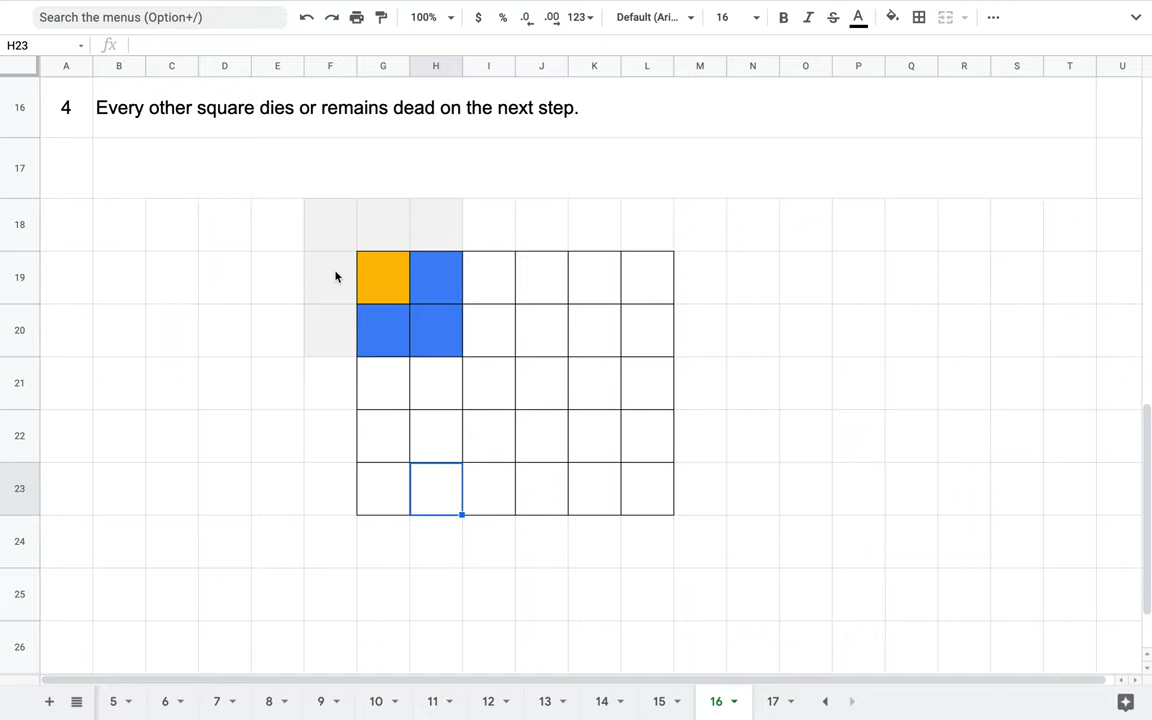 Search the menus (Option+/) 100% $ % .0 .00 123 Default (Ari... 16 B I S A ...
H23 fx
A B C D E F G H I J K L M N O P Q R S T U
16 4 Every other square dies or remains dead on the next step.
17
18
19
20
21
22
23
24
25
26
+ 5 6 7 8 9 10 11 12 13 14 15 16 17